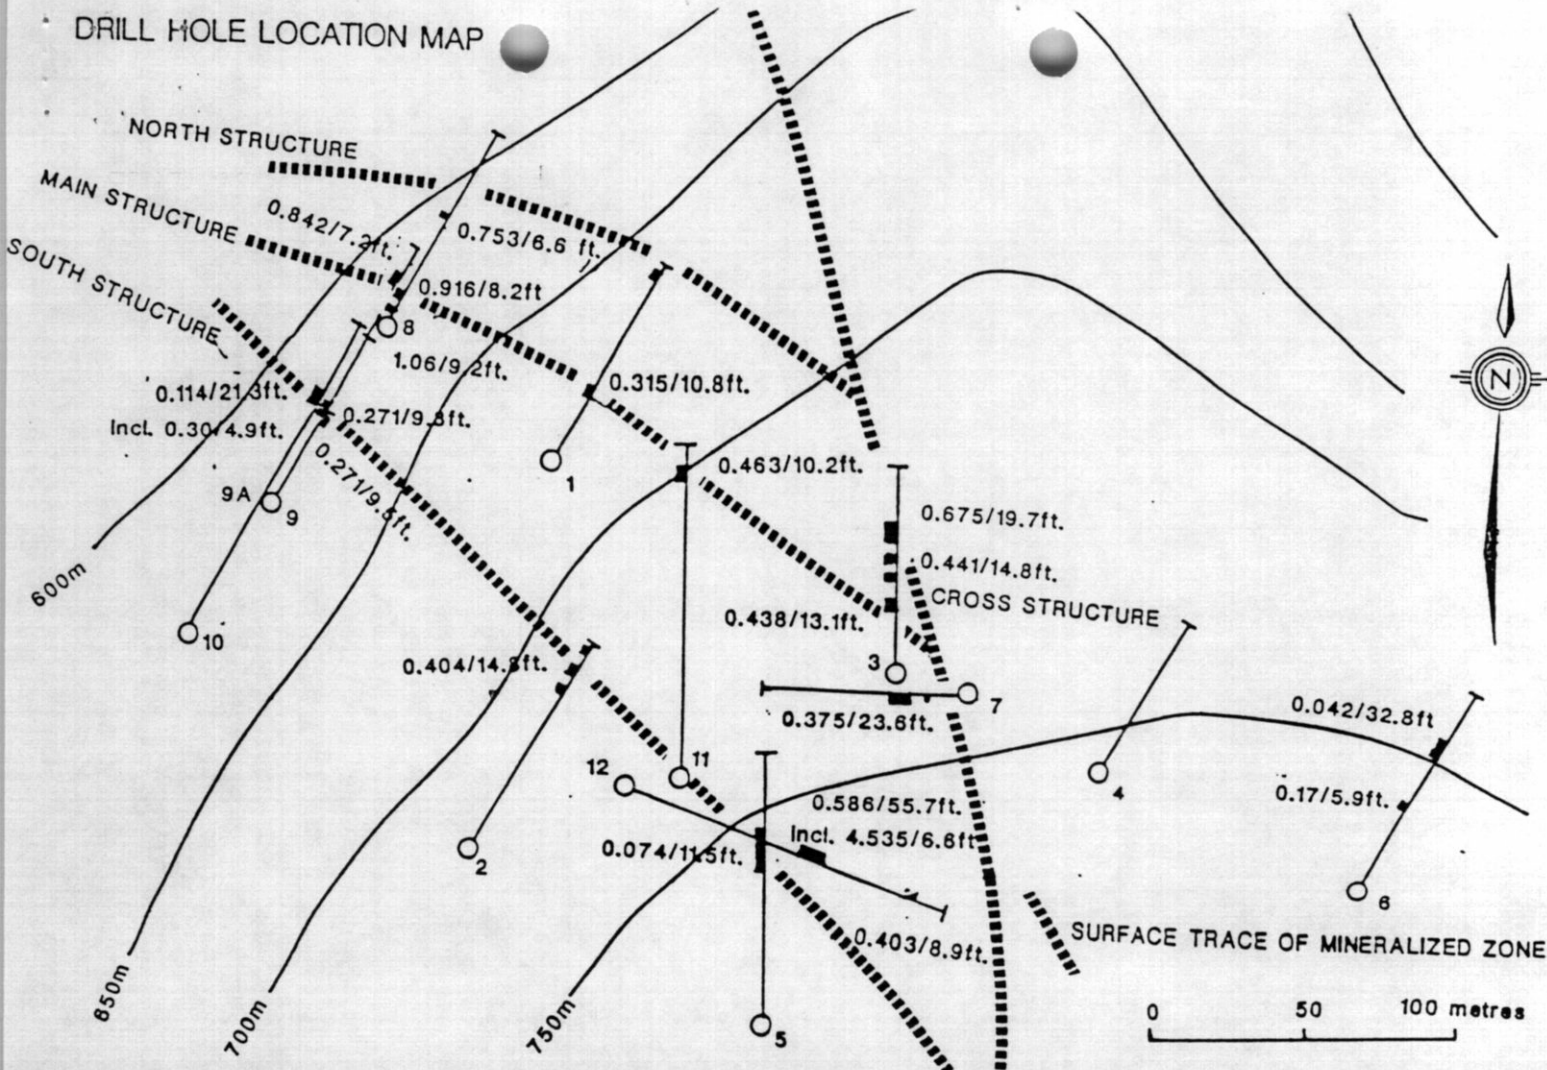 DRILL HOLE LOCATION MAP
NORTH STRUCTURE
MAIN STRUCTURE
SOUTH STRUCTURE
0.842/7.2ft.
0.753/6.6 ft.
0.916/8.2ft
8
1.06/9.2ft.
0.114/21.3ft.
Incl. 0.30/4.9ft.
0.271/9.8ft.
0.271/9.5ft.
0.315/10.8ft.
1
0.463/10.2ft.
9A
9
10
600m
0.675/19.7ft.
0.441/14.8ft.
CROSS STRUCTURE
0.438/13.1ft.
3
7
0.375/23.6ft.
0.404/14.8ft.
N
0.042/32.8ft
0.17/5.9ft.
4
6
11
12
2
0.586/55.7ft.
Incl. 4.535/6.6ft
0.074/11.5ft.
0.403/8.9ft.
5
SURFACE TRACE OF MINERALIZED ZONE
650m
700m
750m
0 50 100 metres